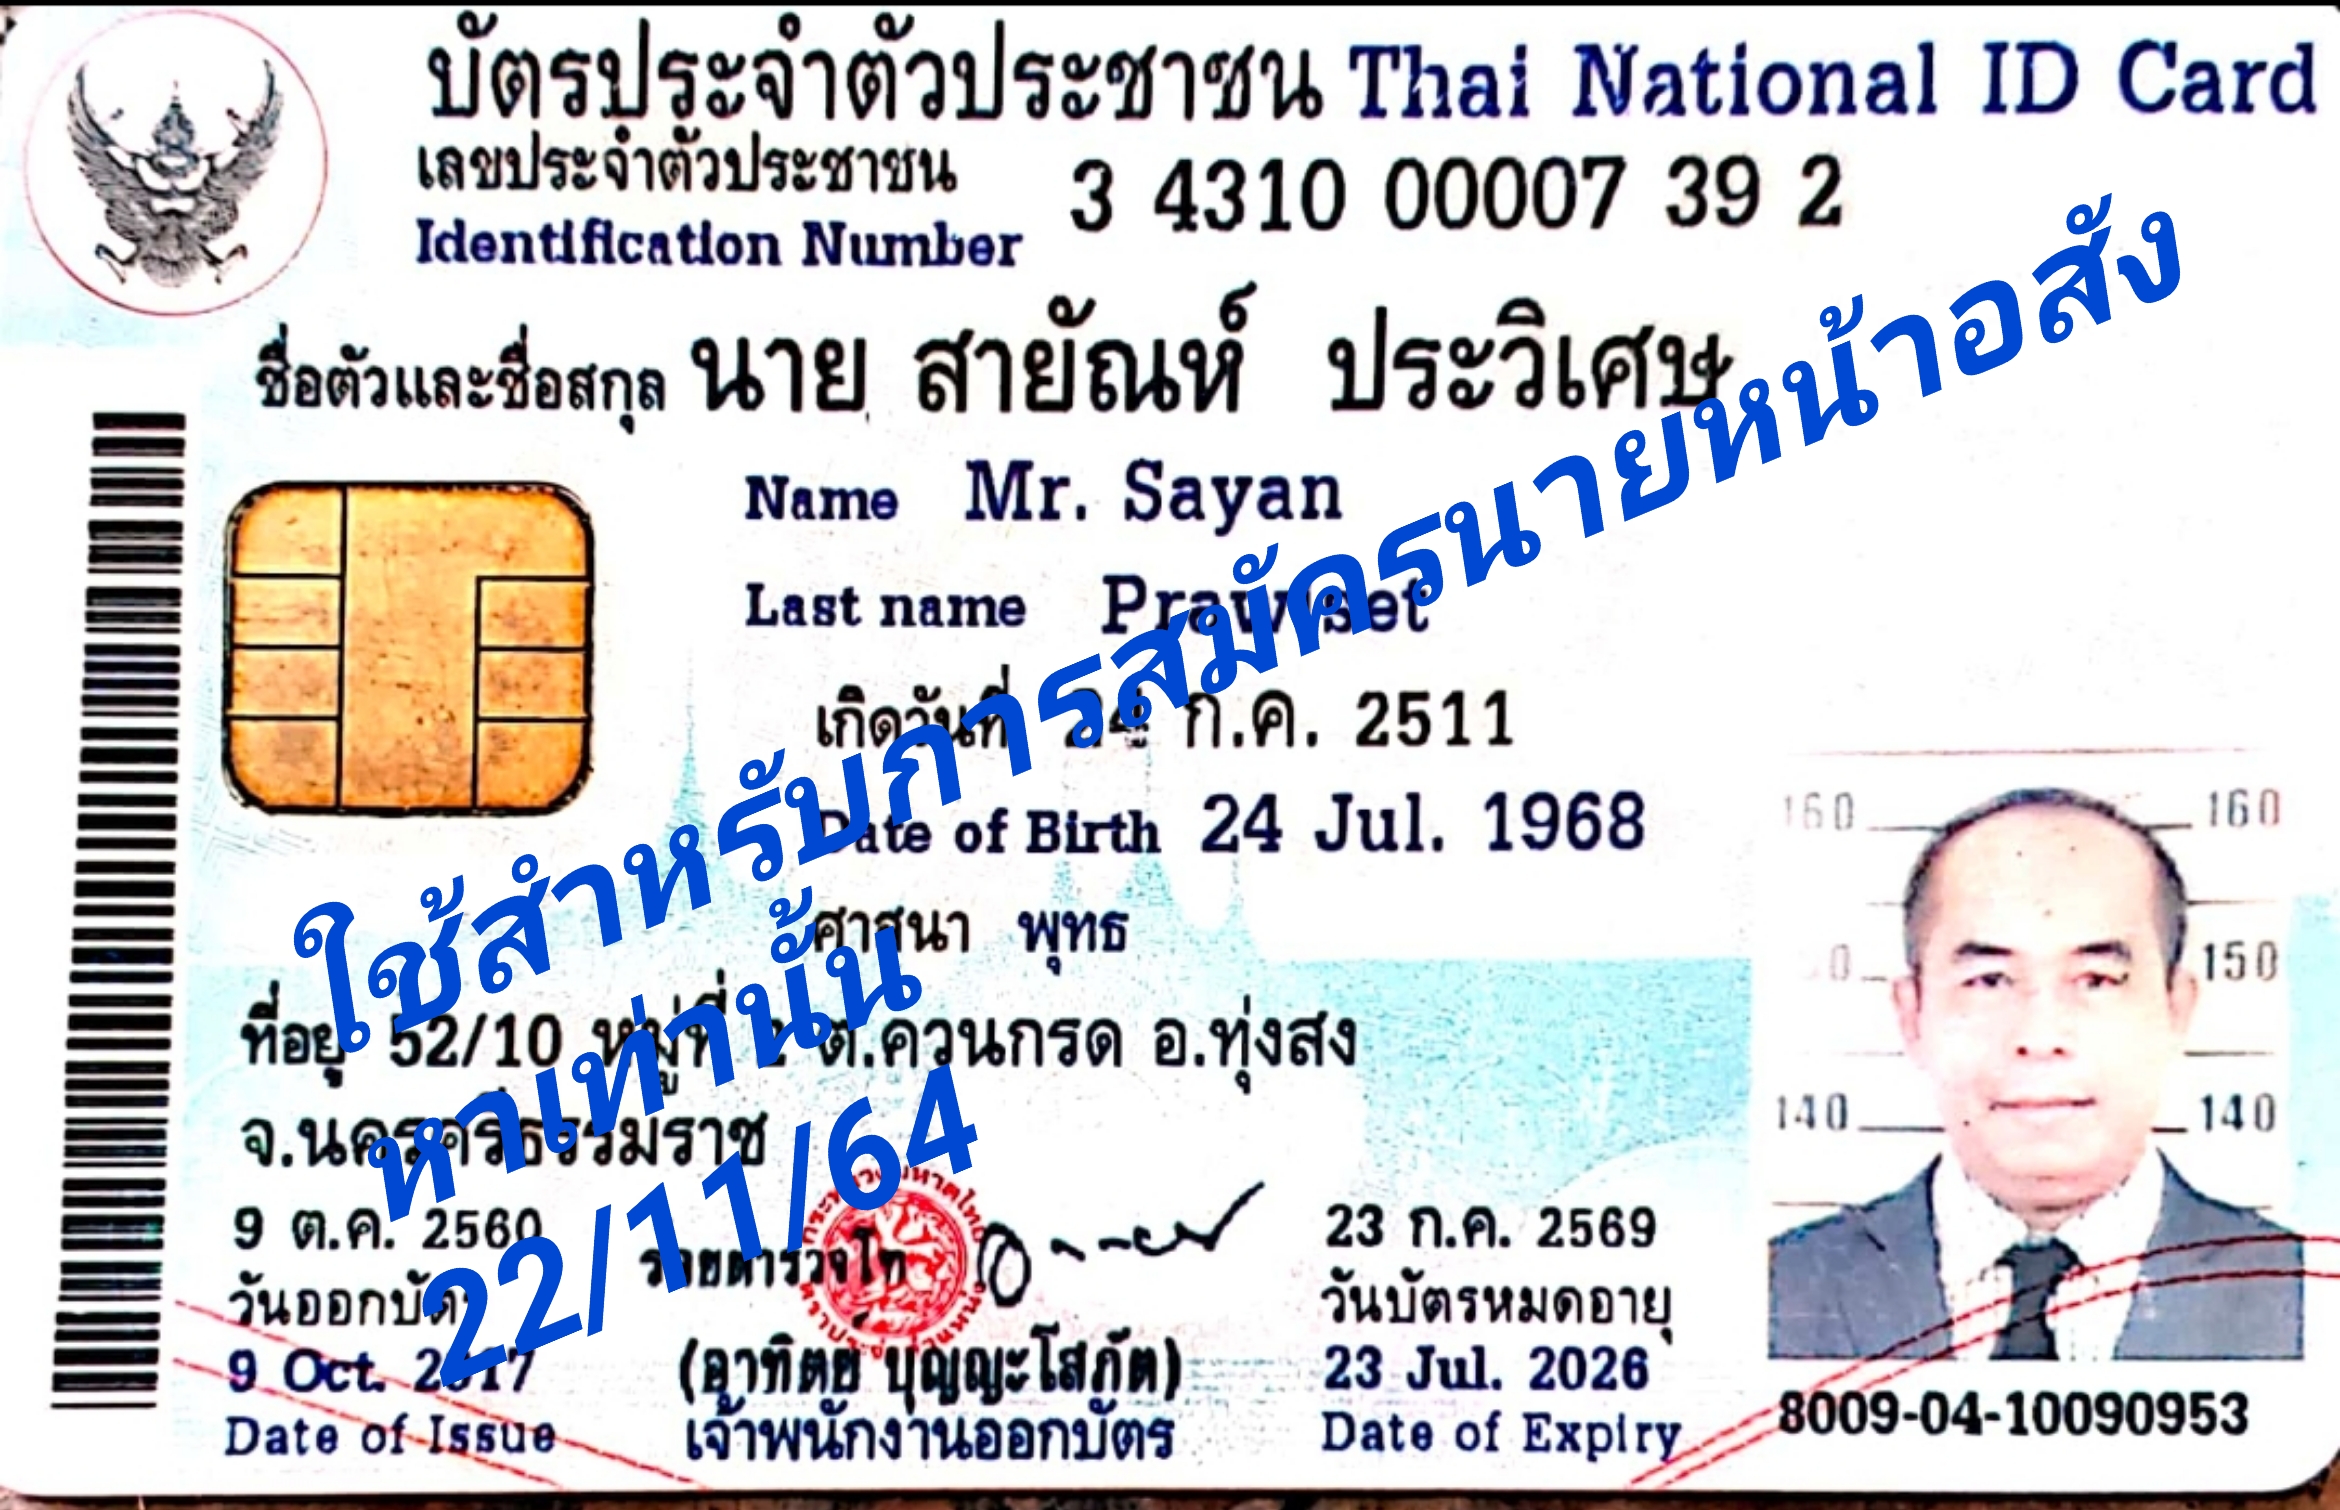 บัตรประจำตัวประชาชน Thai National ID Card
เลขประจำตัวประชาชน 3 4310 00007 39 2
Identification Number
ชื่อตัวและชื่อสกุล นาย สายัณห์ ประวิเศษ
Name Mr. Sayan
Last name Prawiset
เกิดวันที่ 24 ก.ค. 2511
Date of Birth 24 Jul. 1968
ศาสนา พุทธ
ที่อยู่ 52/10 หมู่ที่ ต.ควนกรด อ.ทุ่งสง
จ.นครศรีธรรมราช
ใช้สำหรับการสมัครนายหน้าอสัง
หาเท่านั้น
22/11/64
160 160
150
140 140
9 ต.ค. 2560
วันออกบัตร
9 Oct. 2017
Date of Issue
ร้อยตำรวจโท
(อาทิตย์ บุญญะโสภัต)
เจ้าพนักงานออกบัตร
23 ก.ค. 2569
วันบัตรหมดอายุ
23 Jul. 2026
Date of Expiry
8009-04-10090953